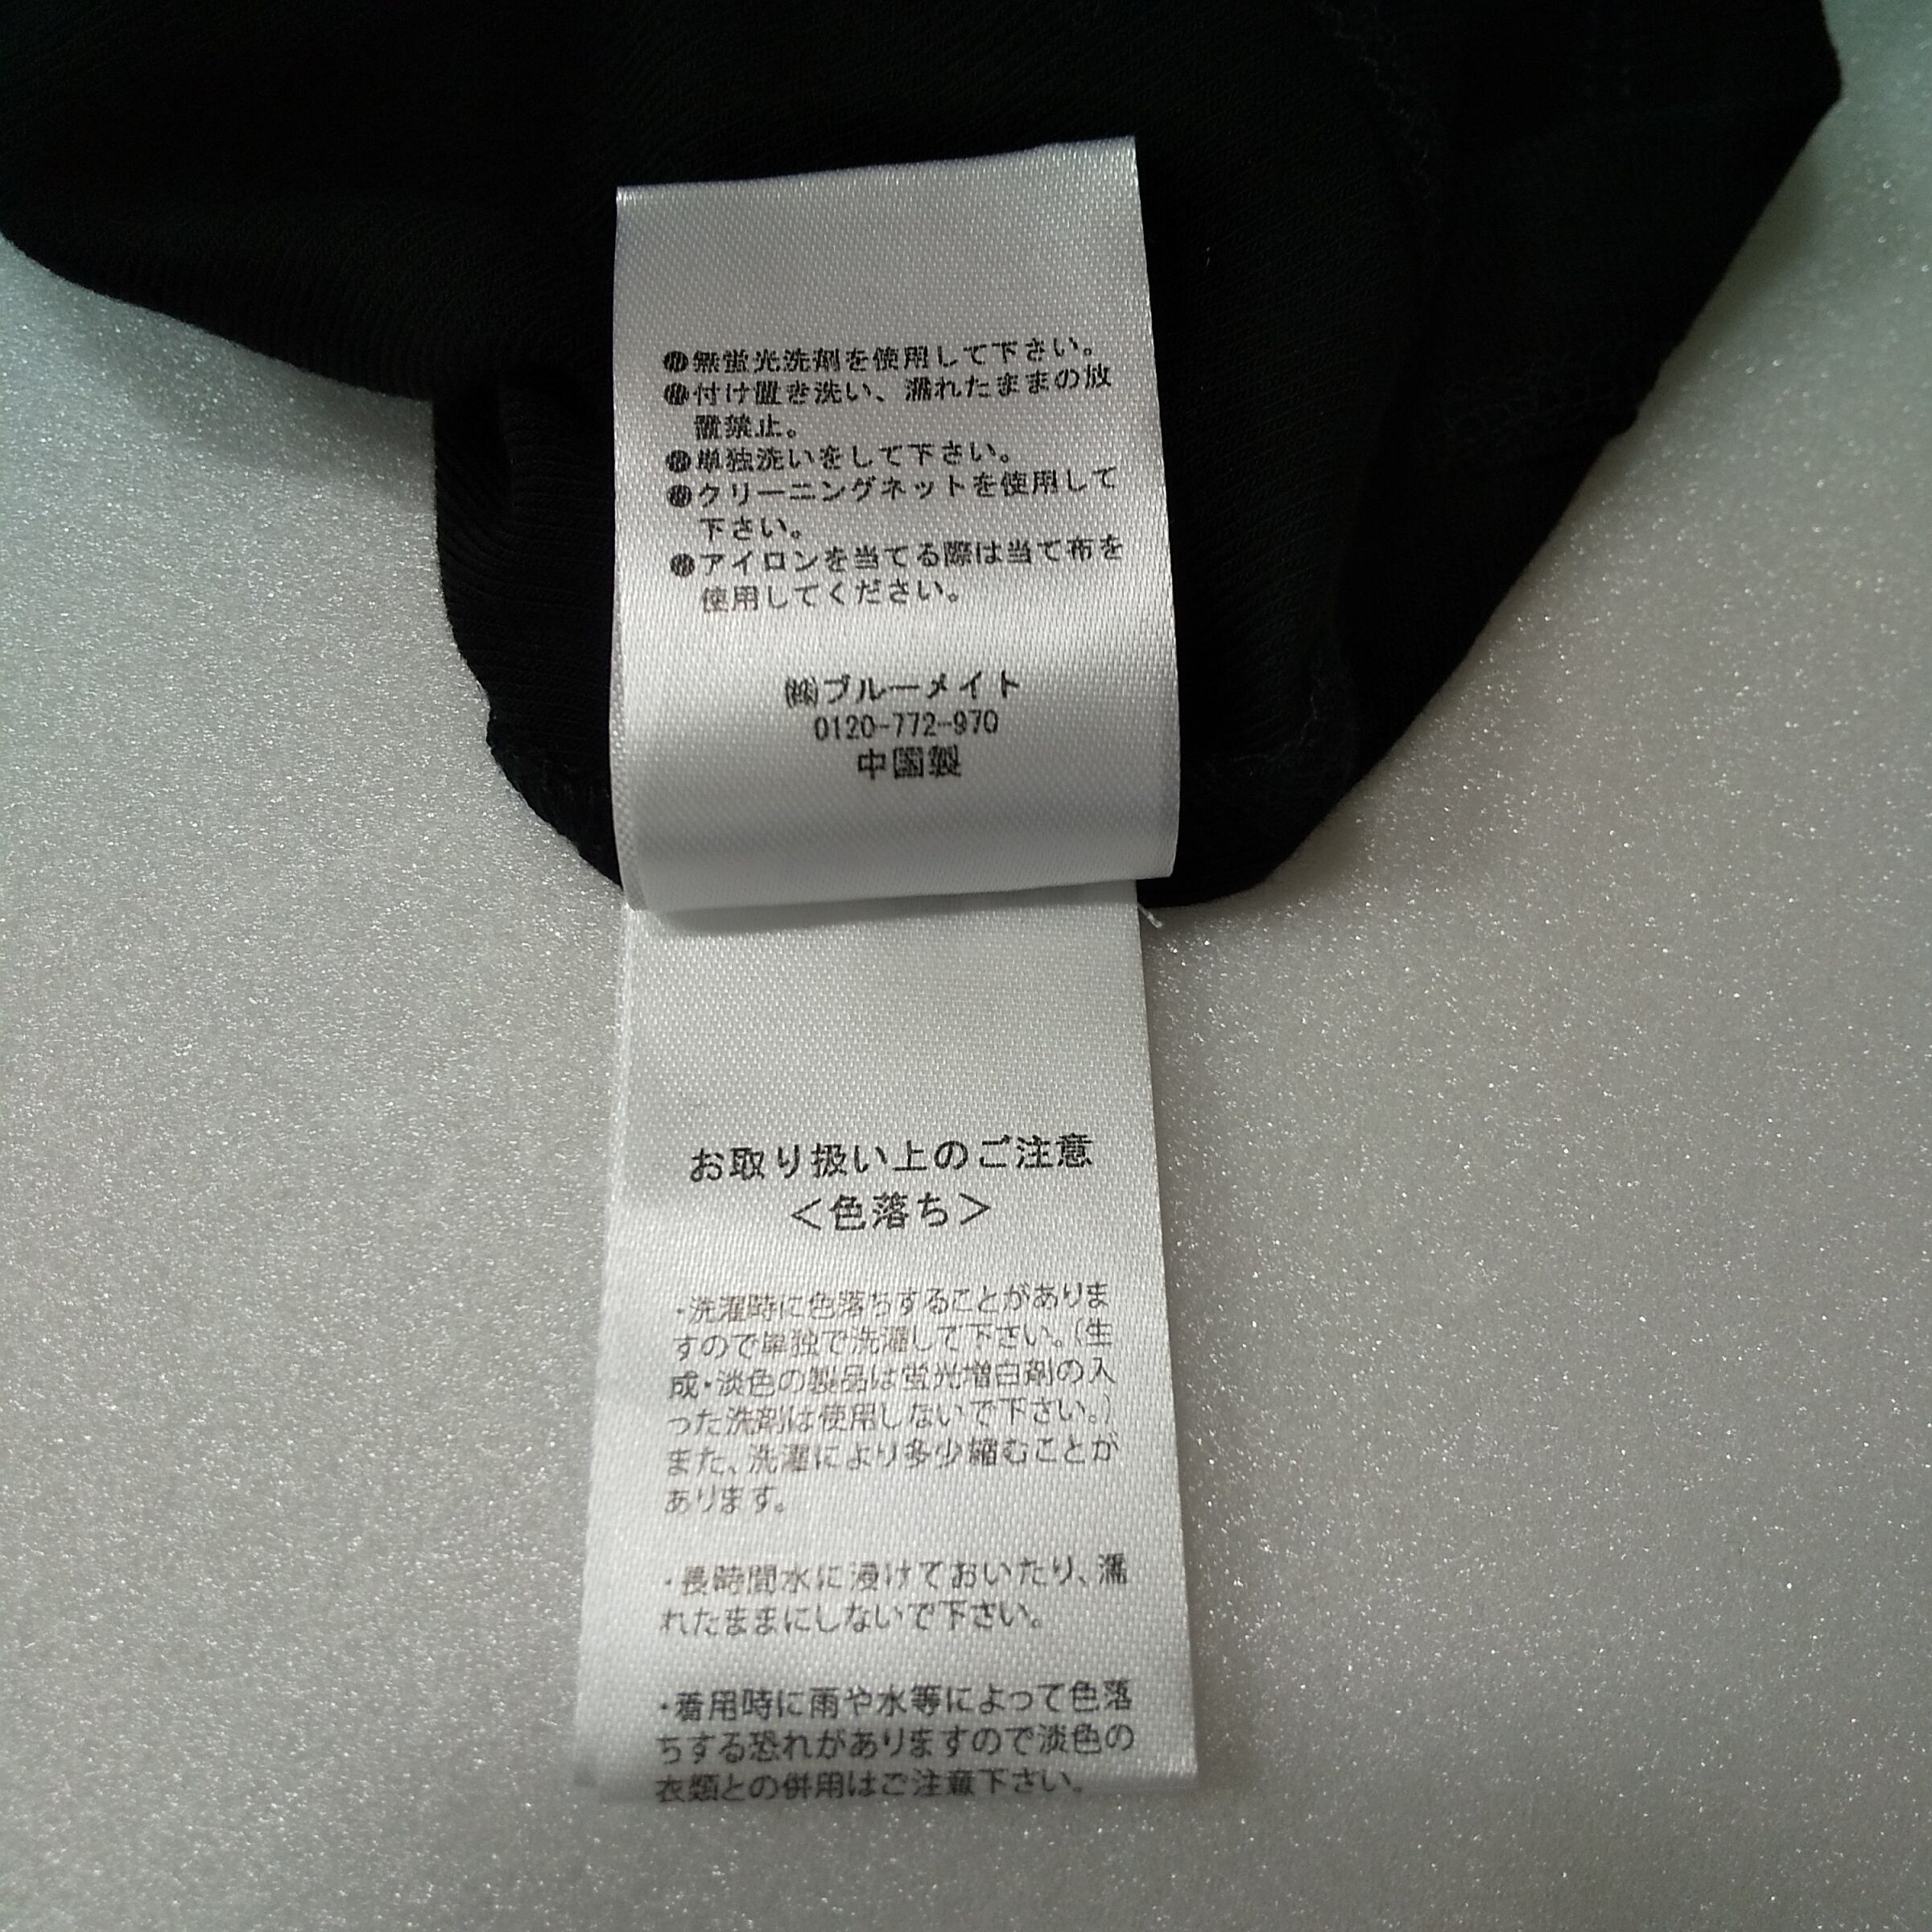 ●無蛍光洗剤を使用して下さい。
●付け置き洗い、濡れたままの放
置禁止。
●単独洗いをして下さい。
●クリーニングネットを使用して
下さい。
●アイロンを当てる際は当て布を
使用してください。
㈱ブルーメイト
0120-772-970
中国製
お取り扱い上のご注意
＜色落ち＞
・洗濯時に色落ちすることがありま
すので単独で洗濯して下さい。(生
成・淡色の製品は蛍光増白剤の入
った洗剤は使用しないで下さい。)
また、洗濯により多少縮むことが
あります。
・長時間水に浸けておいたり、濡
れたままにしないで下さい。
・着用時に雨や水等によって色落
ちする恐れがありますので淡色の
衣類との併用はご注意下さい。